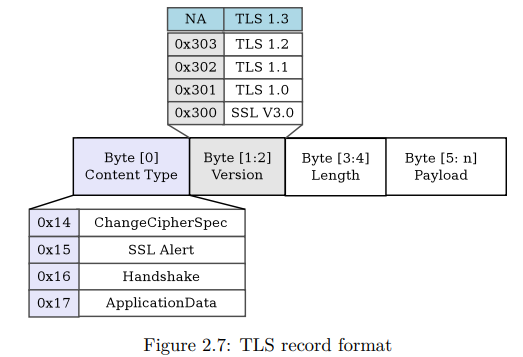 NA TLS 1.3
0x303 TLS 1.2
0x302 TLS 1.1
0x301 TLS 1.0
0x300 SSL V3.0
Byte [0] Byte [1:2] Byte [3:4] Byte [5: n]
Content Type Version Length Payload
0x14 ChangeCipherSpec
0x15 SSL Alert
0x16 Handshake
0x17 ApplicationData
Figure 2.7: TLS record format